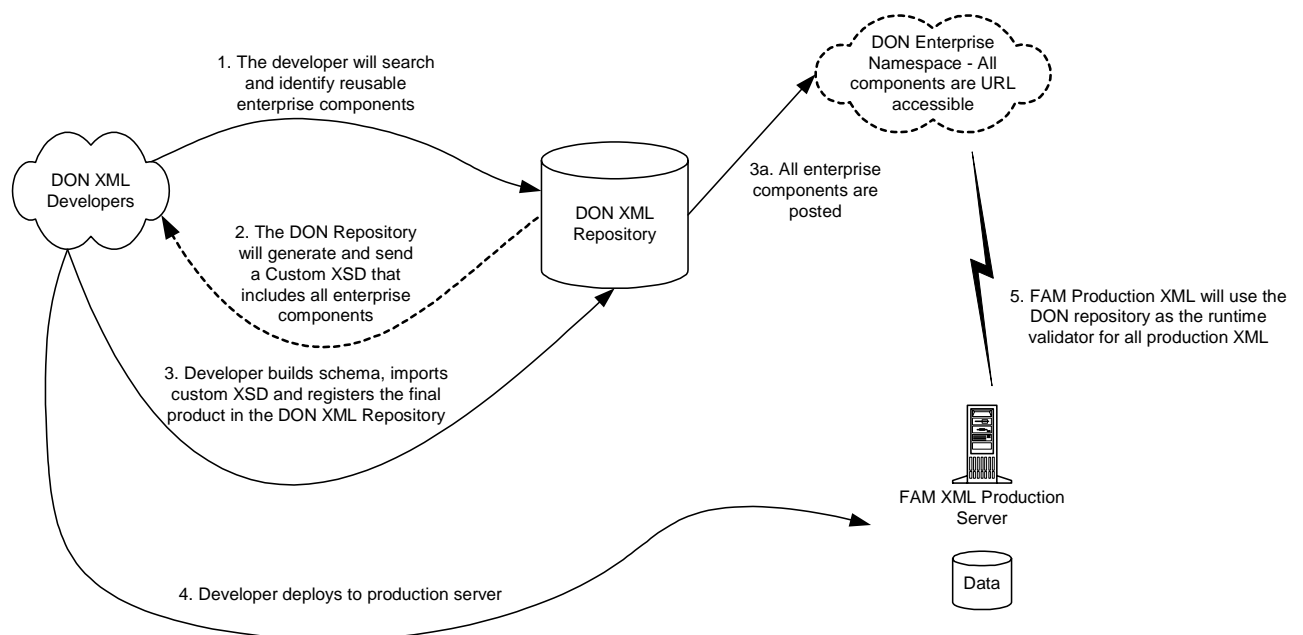 1. The developer will search
and identify reusable
enterprise components
DON Enterprise
Namespace - All
components are URL
accessible
DON XML
Developers
DON XML
Repository
3a. All enterprise
components are
posted
2. The DON Repository
will generate and send
a Custom XSD that
includes all enterprise
components
5. FAM Production XML will use the
DON repository as the runtime
validator for all production XML
3. Developer builds schema, imports
custom XSD and registers the final
product in the DON XML Repository
FAM XML Production
Server
4. Developer deploys to production server
Data